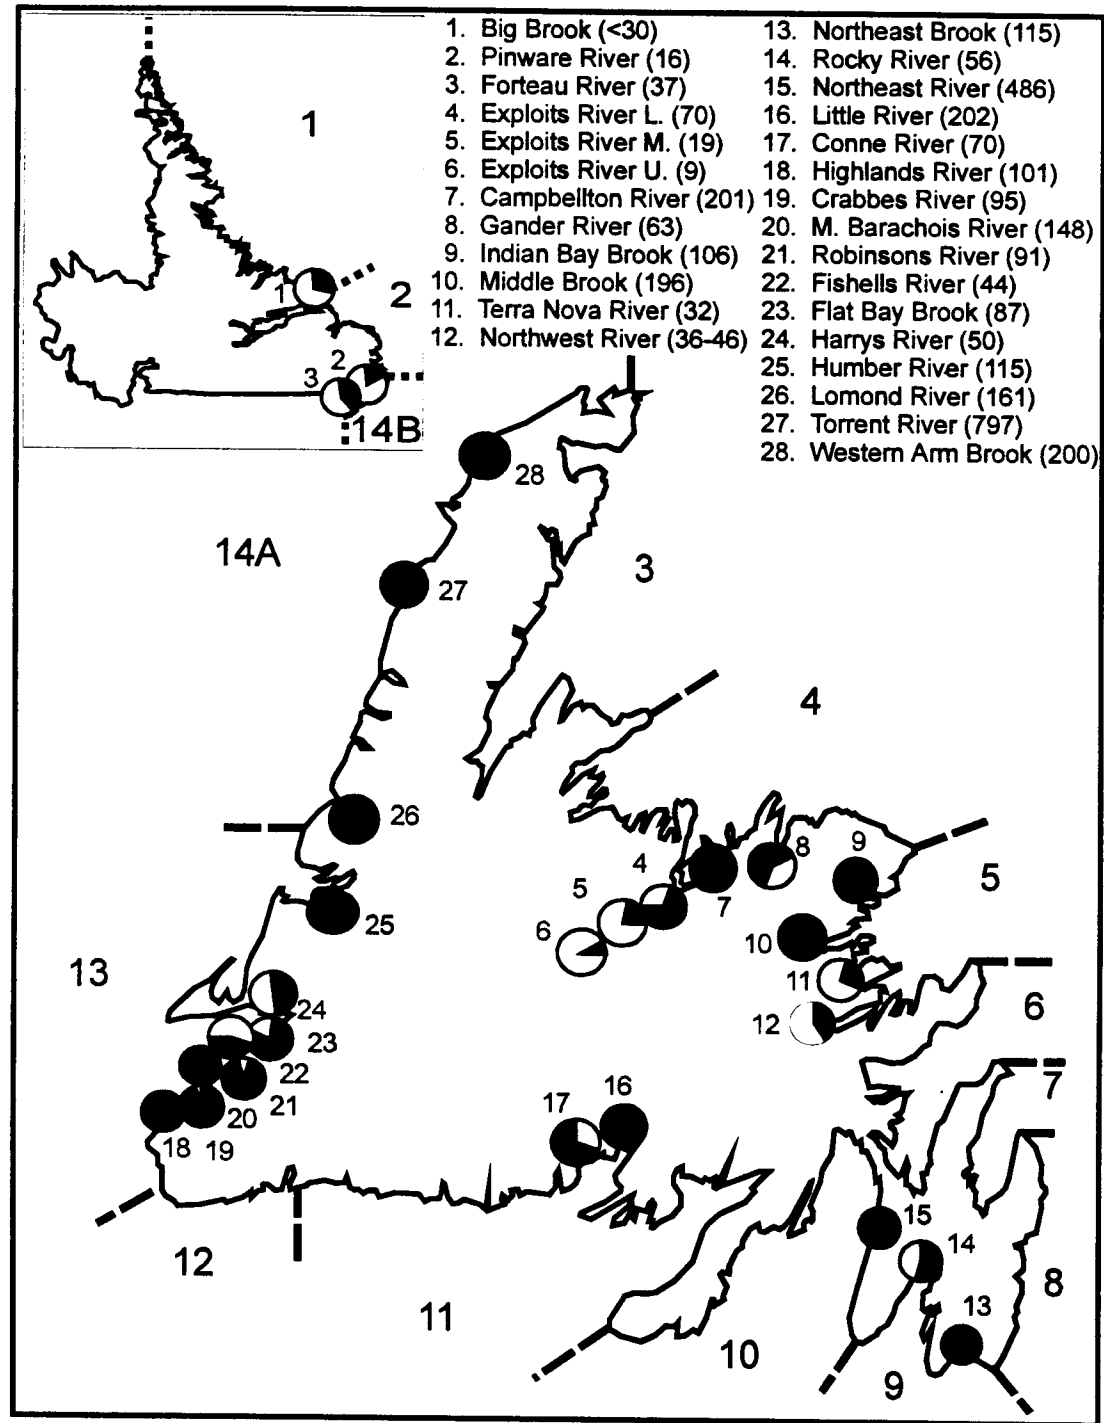 1. Big Brook (<30)
2. Pinware River (16)
3. Forteau River (37)
4. Exploits River L. (70)
5. Exploits River M. (19)
6. Exploits River U. (9)
7. Campbellton River (201)
8. Gander River (63)
9. Indian Bay Brook (106)
10. Middle Brook (196)
11. Terra Nova River (32)
12. Northwest River (36-46)
13. Northeast Brook (115)
14. Rocky River (56)
15. Northeast River (486)
16. Little River (202)
17. Conne River (70)
18. Highlands River (101)
19. Crabbes River (95)
20. M. Barachois River (148)
21. Robinsons River (91)
22. Fishells River (44)
23. Flat Bay Brook (87)
24. Harrys River (50)
25. Humber River (115)
26. Lomond River (161)
27. Torrent River (797)
28. Western Arm Brook (200)
1
1
2
2
3
14B
28
14A
3
27
4
26
8
9
4
5
7
5
25
6
10
13
11
24
12
6
23
22
7
21
16
20
17
18
19
15
14
12
8
13
11
10
9